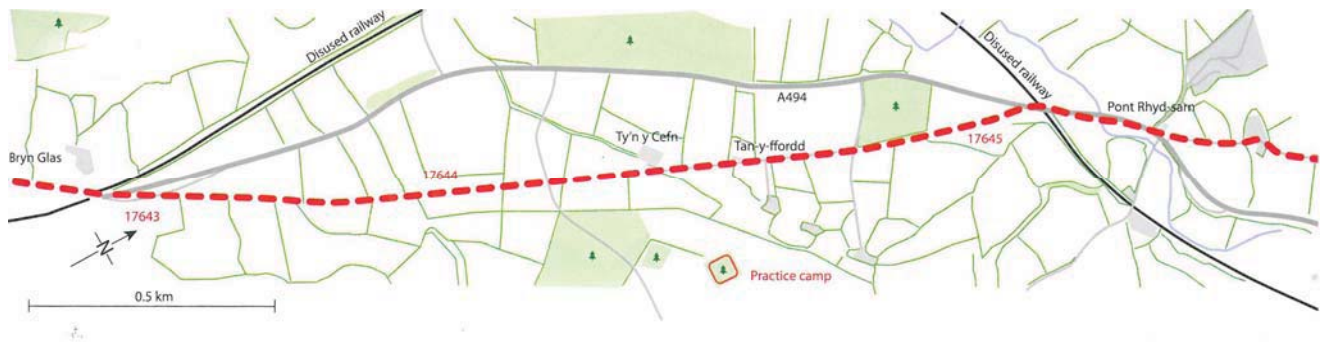 Disused railway
Disused railway
A494
Pont Rhyd-sarn
Bryn Glas
Ty'n y Cefn
Tan-y-ffordd
17645
17644
17643
N
Practice camp
0.5 km